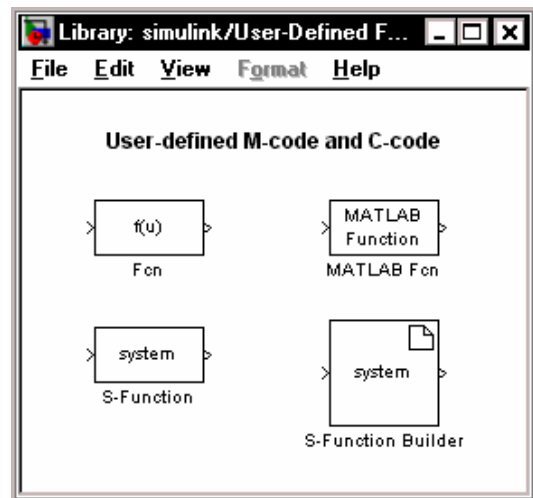 Library: simulink/User-Defined F...
File Edit View Format Help
User-defined M-code and C-code
f(u)
Fcn
MATLAB
Function
MATLAB Fcn
system
S-Function
system
S-Function Builder